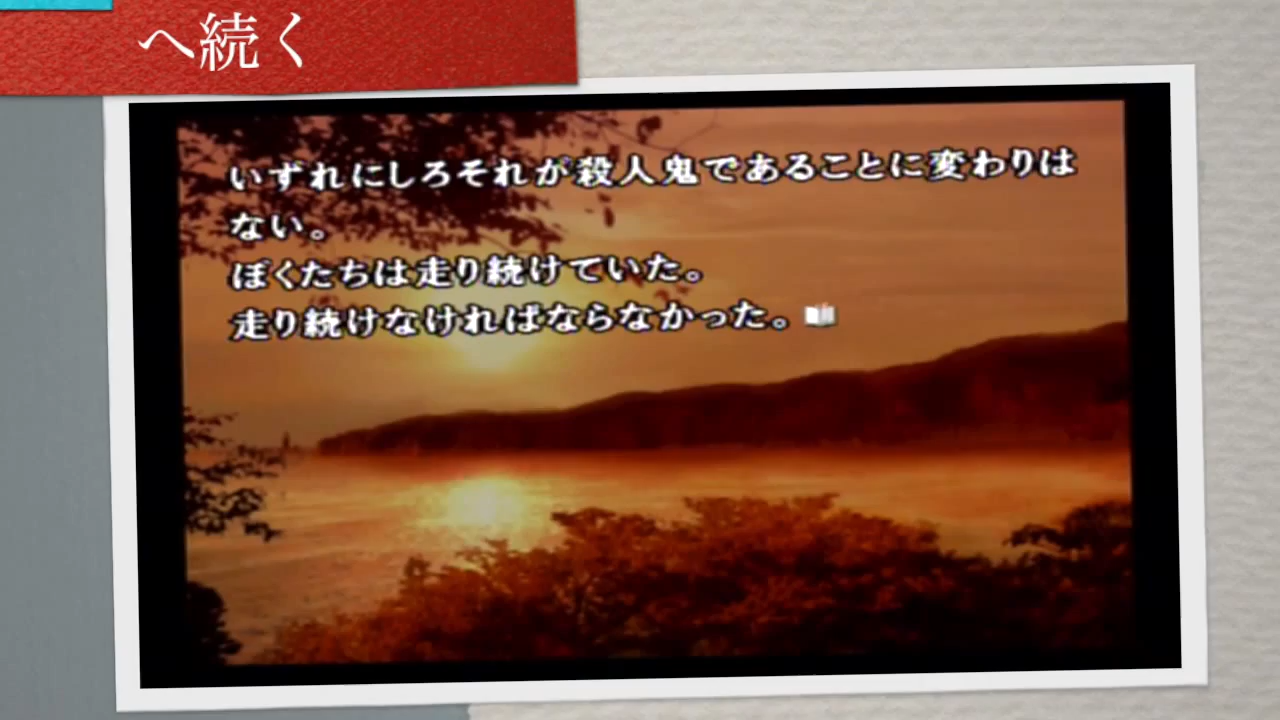 へ続く
いずれにしろそれが殺人鬼であることに変わりは
ない。
ぼくたちは走り続けていた。
走り続けなければならなかった。